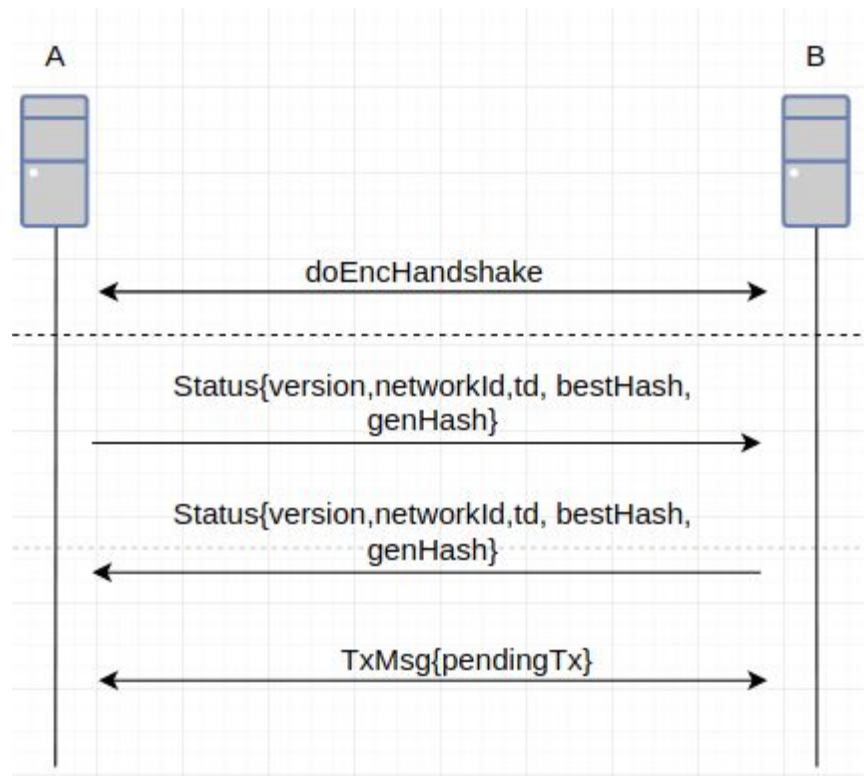 A
B
doEncHandshake
Status{version,networkId,td, bestHash,
genHash}
Status{version,networkId,td, bestHash,
genHash}
TxMsg{pendingTx}